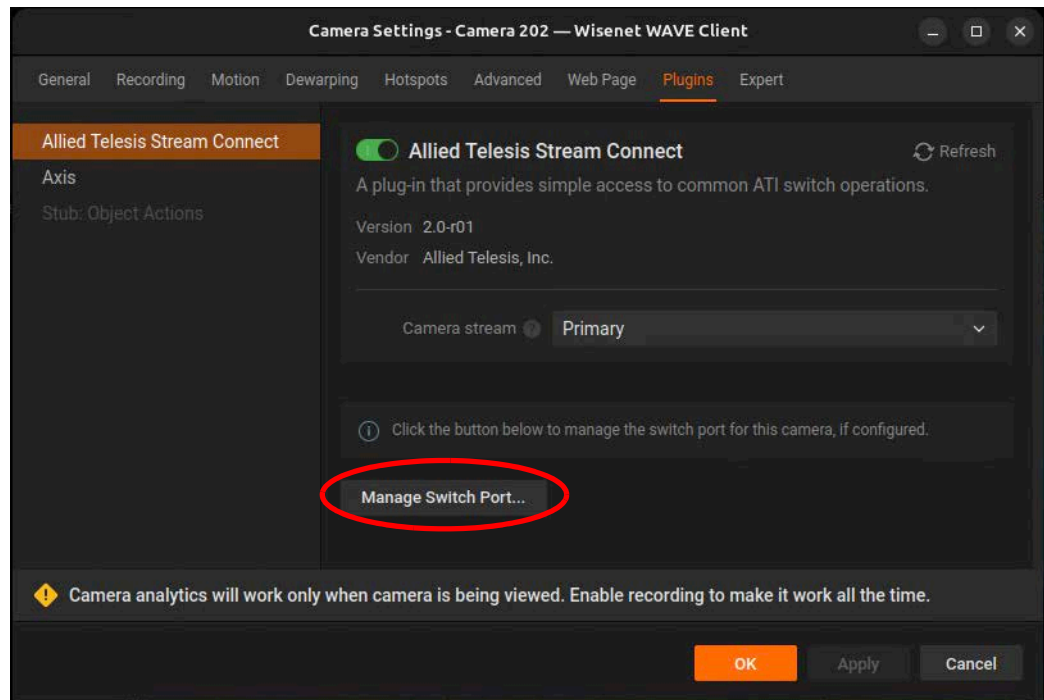 Camera Settings - Camera 202 — Wisenet WAVE Client
General Recording Motion Dewarping Hotspots Advanced Web Page Plugins Expert
Allied Telesis Stream Connect
Axis
Stub: Object Actions
Allied Telesis Stream Connect
Refresh
A plug-in that provides simple access to common ATI switch operations.
Version 2.0-r01
Vendor Allied Telesis, Inc.
Camera stream ? Primary
Click the button below to manage the switch port for this camera, if configured.
Manage Switch Port...
Camera analytics will work only when camera is being viewed. Enable recording to make it work all the time.
OK Apply Cancel